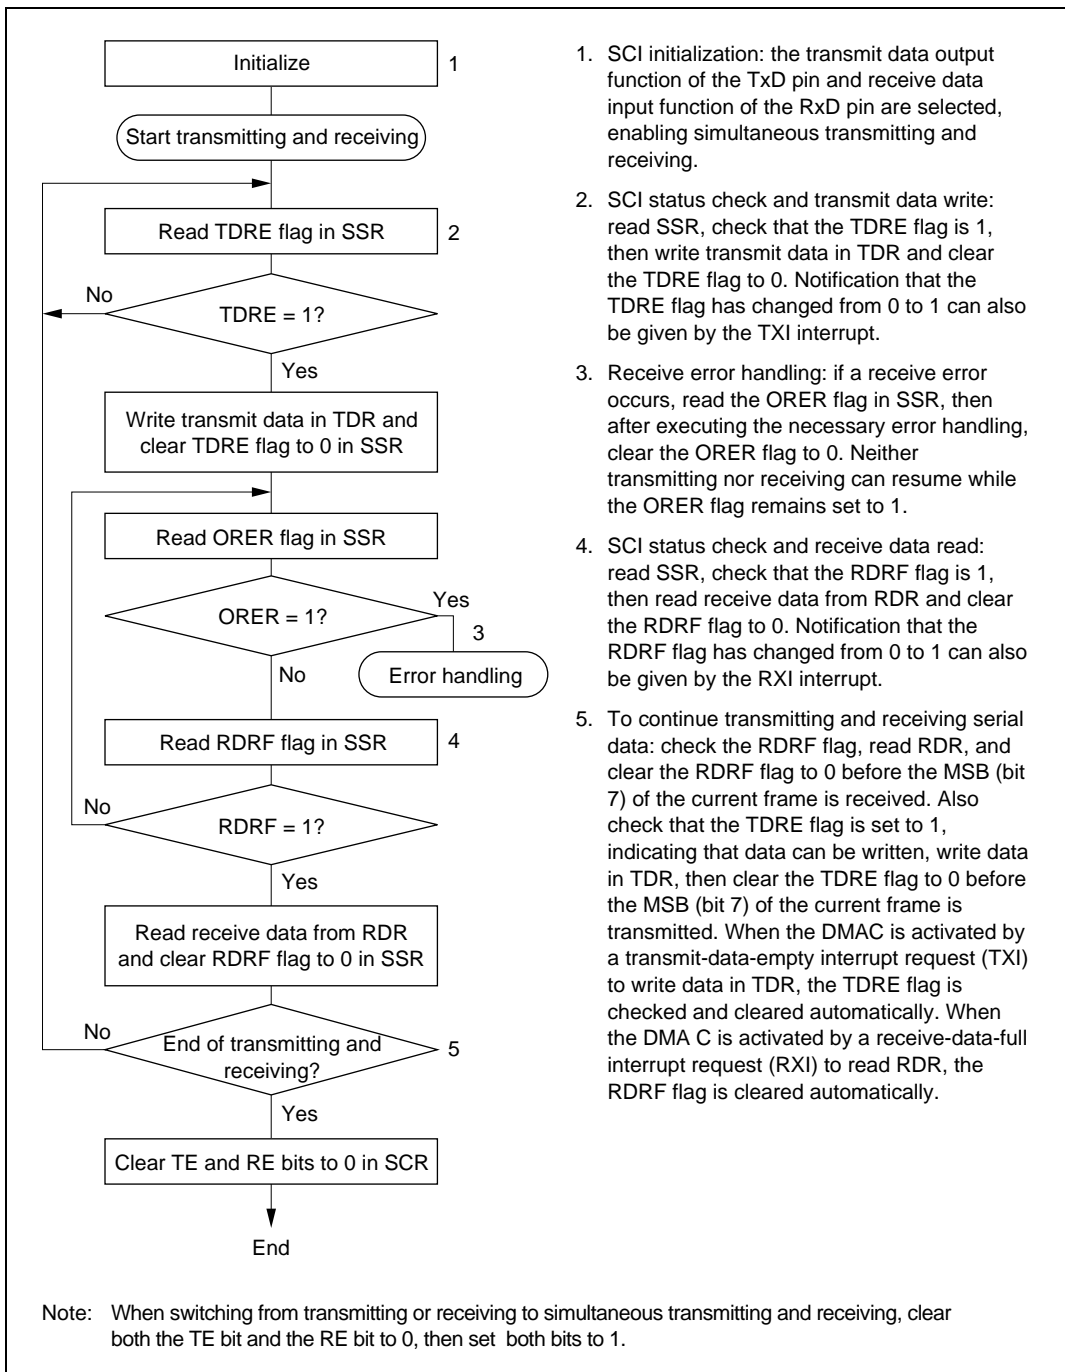 Initialize
1
Start transmitting and receiving
Read TDRE flag in SSR
2
No
TDRE = 1?
Yes
Write transmit data in TDR and
clear TDRE flag to 0 in SSR
Read ORER flag in SSR
ORER = 1?
Yes
3
No
Error handling
Read RDRF flag in SSR
4
No
RDRF = 1?
Yes
Read receive data from RDR
and clear RDRF flag to 0 in SSR
No
End of transmitting and
receiving?
5
Yes
Clear TE and RE bits to 0 in SCR
End
1. SCI initialization: the transmit data output
function of the TxD pin and receive data
input function of the RxD pin are selected,
enabling simultaneous transmitting and
receiving.
2. SCI status check and transmit data write:
read SSR, check that the TDRE flag is 1,
then write transmit data in TDR and clear
the TDRE flag to 0. Notification that the
TDRE flag has changed from 0 to 1 can also
be given by the TXI interrupt.
3. Receive error handling: if a receive error
occurs, read the ORER flag in SSR, then
after executing the necessary error handling,
clear the ORER flag to 0. Neither
transmitting nor receiving can resume while
the ORER flag remains set to 1.
4. SCI status check and receive data read:
read SSR, check that the RDRF flag is 1,
then read receive data from RDR and clear
the RDRF flag to 0. Notification that the
RDRF flag has changed from 0 to 1 can also
be given by the RXI interrupt.
5. To continue transmitting and receiving serial
data: check the RDRF flag, read RDR, and
clear the RDRF flag to 0 before the MSB (bit
7) of the current frame is received. Also
check that the TDRE flag is set to 1,
indicating that data can be written, write data
in TDR, then clear the TDRE flag to 0 before
the MSB (bit 7) of the current frame is
transmitted. When the DMAC is activated by
a transmit-data-empty interrupt request (TXI)
to write data in TDR, the TDRE flag is
checked and cleared automatically. When
the DMA C is activated by a receive-data-full
interrupt request (RXI) to read RDR, the
RDRF flag is cleared automatically.
Note: When switching from transmitting or receiving to simultaneous transmitting and receiving, clear
both the TE bit and the RE bit to 0, then set both bits to 1.